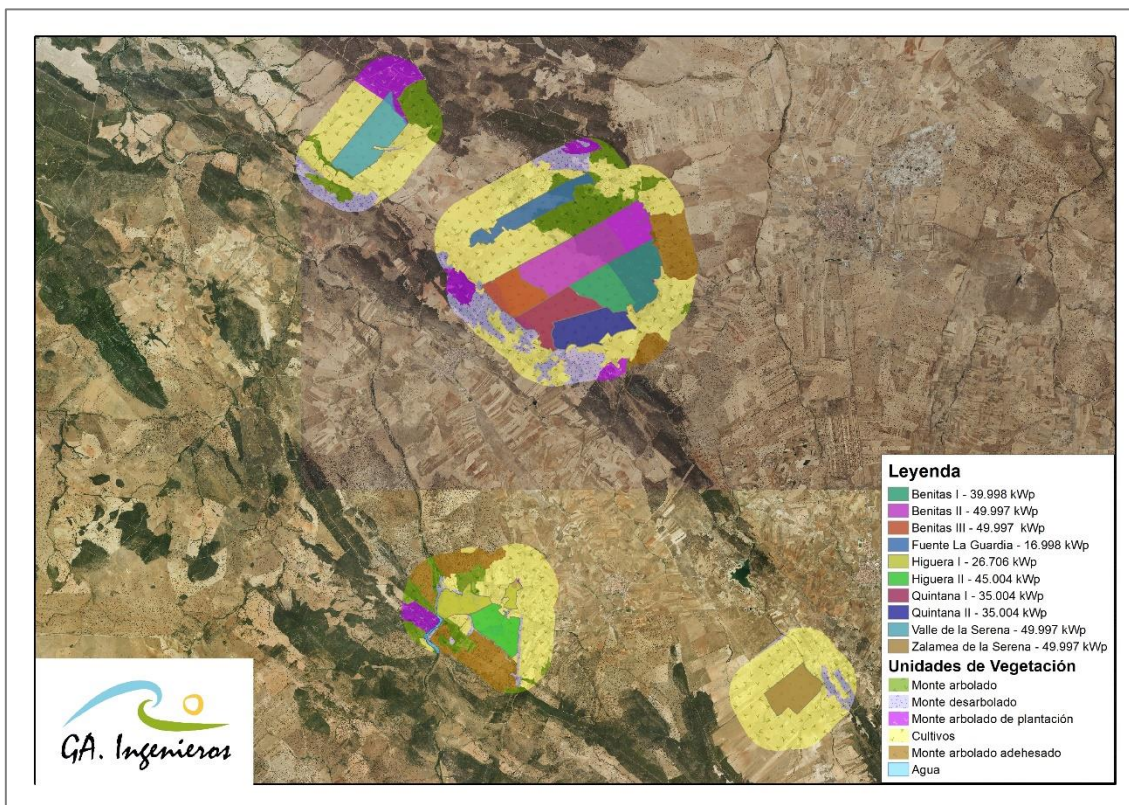 Leyenda
Benitas I - 39.998 kWp
Benitas II - 49.997 kWp
Benitas III - 49.997 kWp
Fuente La Guardia - 16.998 kWp
Higuera I - 26.706 kWp
Higuera II - 45.004 kWp
Quintana I - 35.004 kWp
Quintana II - 35.004 kWp
Valle de la Serena - 49.997 kWp
Zalamea de la Serena - 49.997 kWp
Unidades de Vegetación
Monte arbolado
Monte desarbolado
Monte arbolado de plantación
Cultivos
Monte arbolado adehesado
Agua
GA. Ingenieros